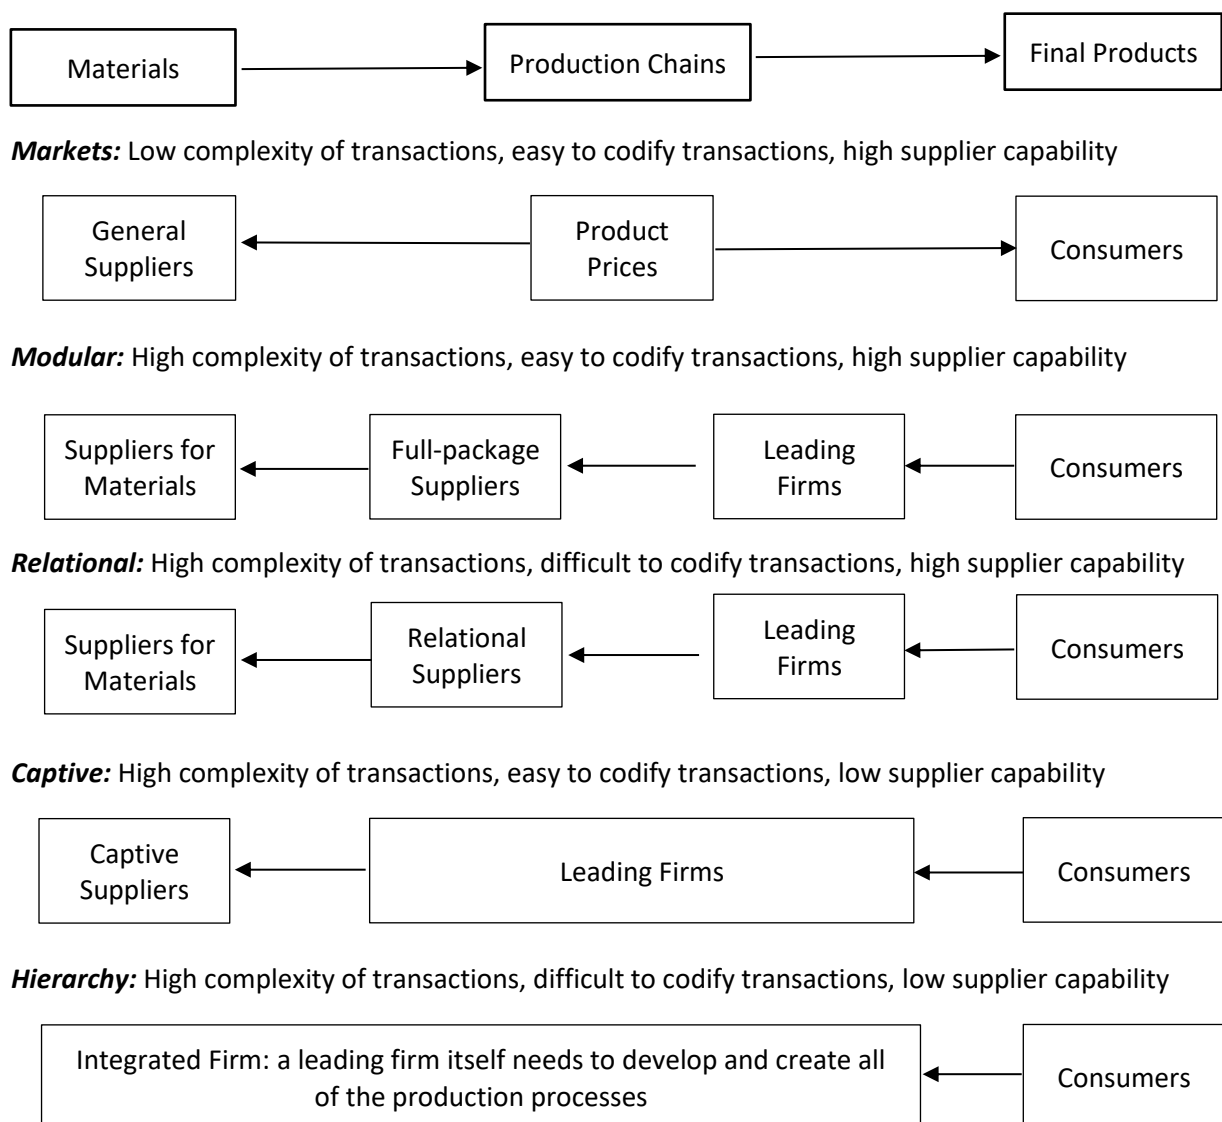 Materials
Production Chains
Final Products
Markets: Low complexity of transactions, easy to codify transactions, high supplier capability
General
Suppliers
Product
Prices
Consumers
Modular: High complexity of transactions, easy to codify transactions, high supplier capability
Suppliers for
Materials
Full-package
Suppliers
Leading
Firms
Consumers
Relational: High complexity of transactions, difficult to codify transactions, high supplier capability
Suppliers for
Materials
Relational
Suppliers
Leading
Firms
Consumers
Captive: High complexity of transactions, easy to codify transactions, low supplier capability
Captive
Suppliers
Leading Firms
Consumers
Hierarchy: High complexity of transactions, difficult to codify transactions, low supplier capability
Integrated Firm: a leading firm itself needs to develop and create all
of the production processes
Consumers